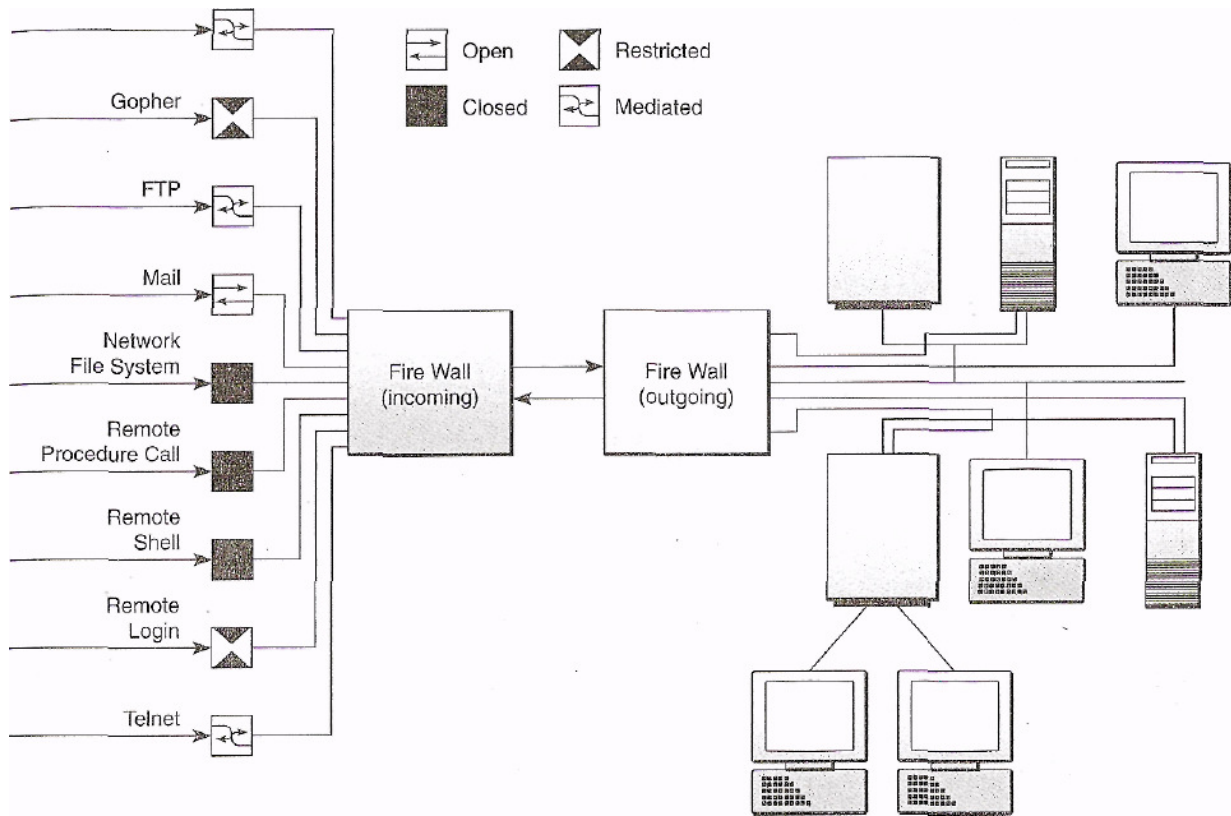 Open
Restricted
Closed
Mediated
Gopher
FTP
Mail
Network
File System
Remote
Procedure Call
Remote
Shell
Remote
Login
Telnet
Fire Wall
(incoming)
Fire Wall
(outgoing)